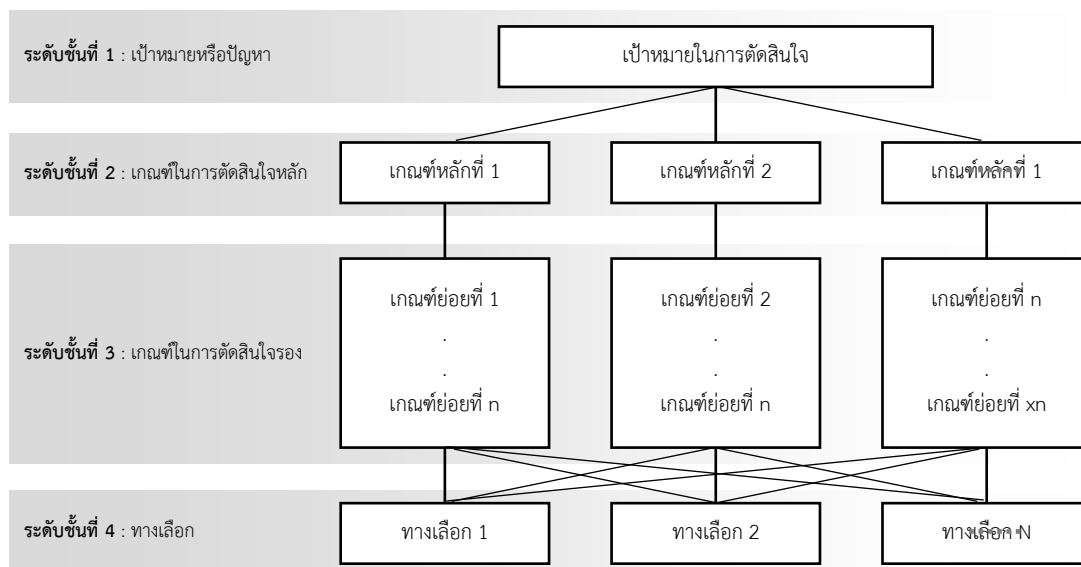 ระดับชั้นที่ 1 : เป้าหมายหรือปัญหา
เป้าหมายในการตัดสินใจ
ระดับชั้นที่ 2 : เกณฑ์ในการตัดสินใจหลัก
เกณฑ์หลักที่ 1
เกณฑ์หลักที่ 2
เกณฑ์หลักที่ 1
ระดับชั้นที่ 3 : เกณฑ์ในการตัดสินใจรอง
เกณฑ์ย่อยที่ 1
.
.
เกณฑ์ย่อยที่ n
เกณฑ์ย่อยที่ 2
.
.
เกณฑ์ย่อยที่ n
เกณฑ์ย่อยที่ n
.
.
เกณฑ์ย่อยที่ xn
ระดับชั้นที่ 4 : ทางเลือก
ทางเลือก 1
ทางเลือก 2
ทางเลือก N